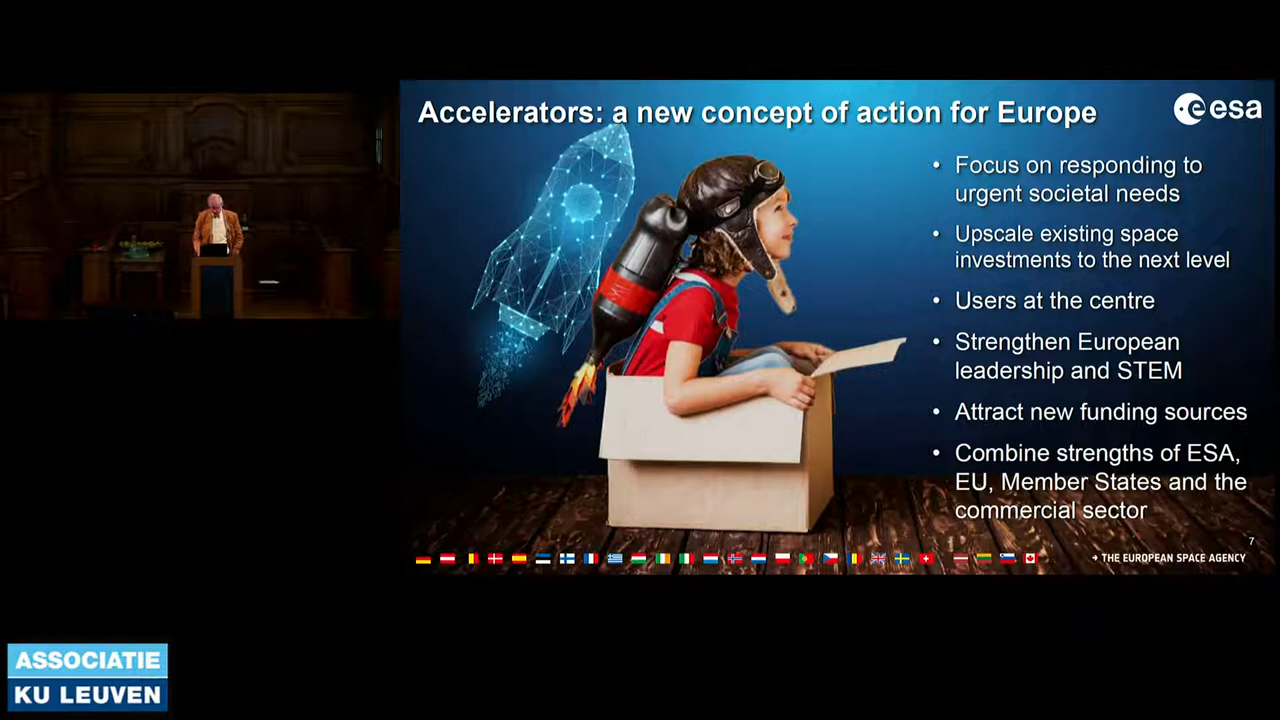 Accelerators: a new concept of action for Europe
esa
• Focus on responding to
urgent societal needs
• Upscale existing space
investments to the next level
• Users at the centre
• Strengthen European
leadership and STEM
• Attract new funding sources
• Combine strengths of ESA,
EU, Member States and the
commercial sector
7
→ THE EUROPEAN SPACE AGENCY
ASSOCIATIE
KU LEUVEN